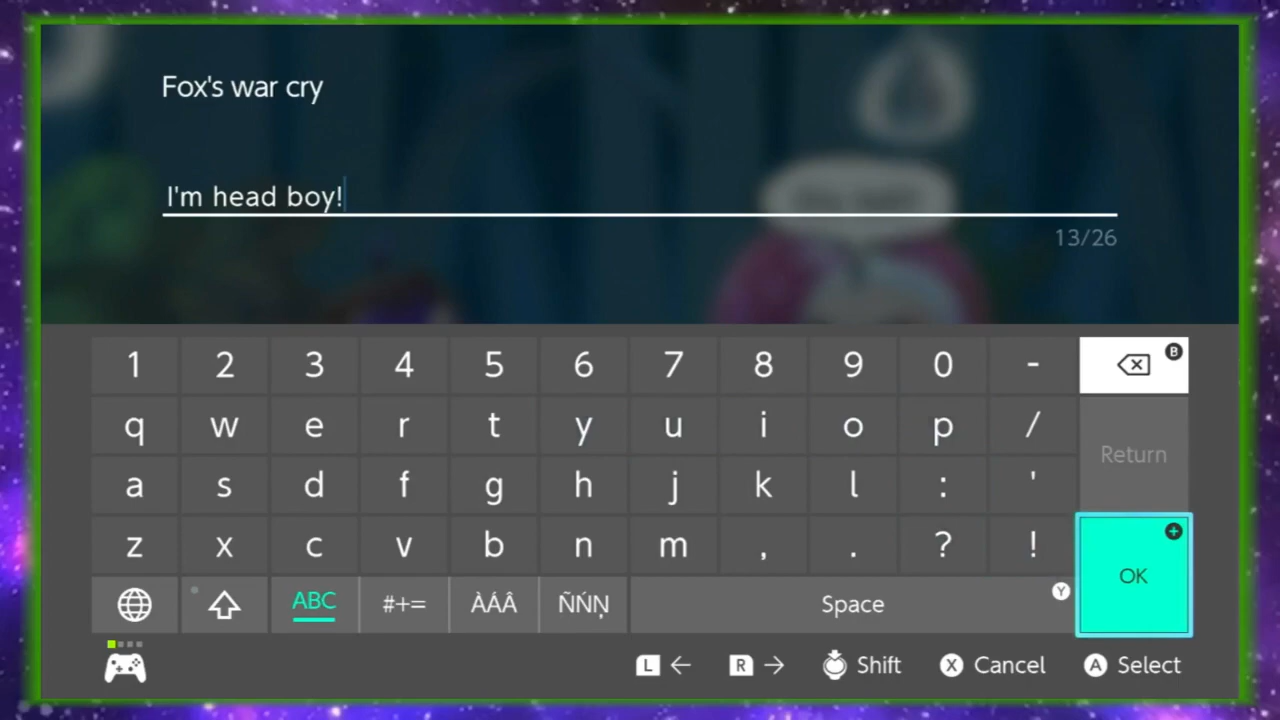 Fox's war cry
I'm head boy!
13/26
1 2 3 4 5 6 7 8 9 0 - B
q w e r t y u i o p /
Return
a s d f g h j k l : '
z x c v b n m , . ? ! +
OK
ABC #+= ÀÁÂ ÑŃŅ Space Y
L ← R → Shift X Cancel A Select